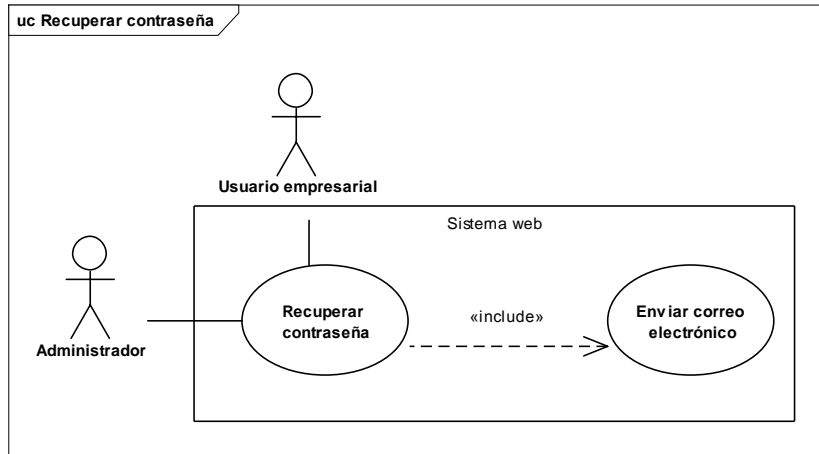 uc Recuperar contraseña
Usuario empresarial
Sistema web
Administrador
Recuperar
contraseña
«include»
Enviar correo
electrónico